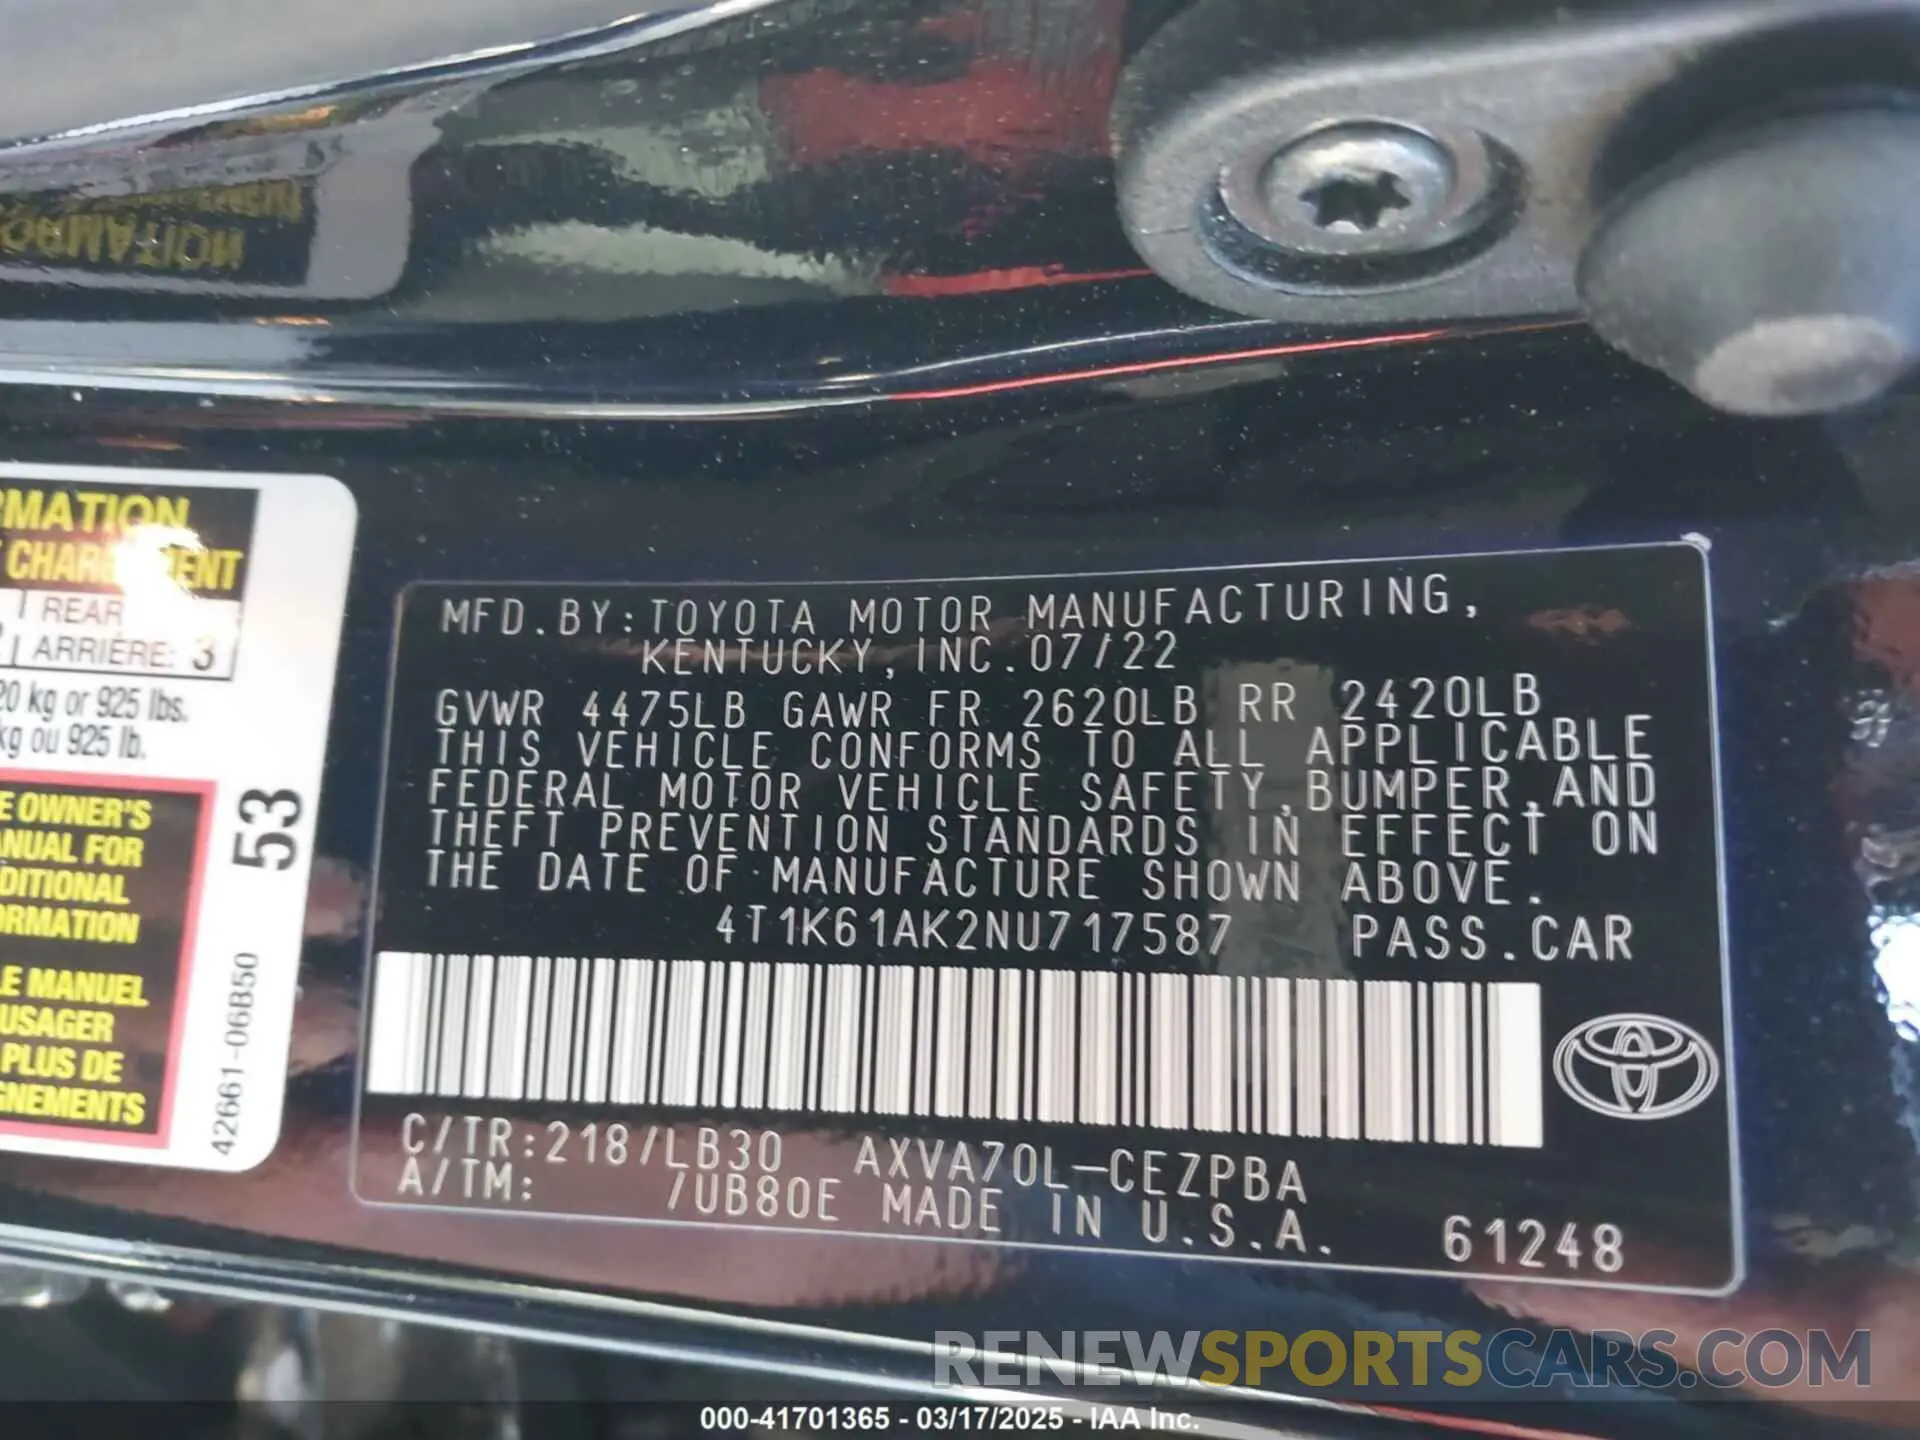 RMATION
CHARGEMENT
REAR
ARRIÈRE: 3
20 kg or 925 lbs.
kg ou 925 lb.
E OWNER'S
ANUAL FOR
DITIONAL
ORMATION
LE MANUEL
USAGER
PLUS DE
GNEMENTS
53
42661-06B50
MFD.BY:TOYOTA MOTOR MANUFACTURING,
KENTUCKY, INC.07/22
GVWR 4475LB GAWR FR 2620LB RR 2420LB
THIS VEHICLE CONFORMS TO ALL APPLICABLE
FEDERAL MOTOR VEHICLE SAFETY,BUMPER,AND
THEFT PREVENTION STANDARDS IN EFFECT ON
THE DATE OF MANUFACTURE SHOWN ABOVE.
4T1K61AK2NU717587 PASS.CAR
C/TR:218/LB30 AXVA70L-CEZPBA
A/TM: /UB80E MADE IN U.S.A.
61248
RENEWSPORTSCARS.COM
000-41701365 - 03/17/2025 - IAA Inc.